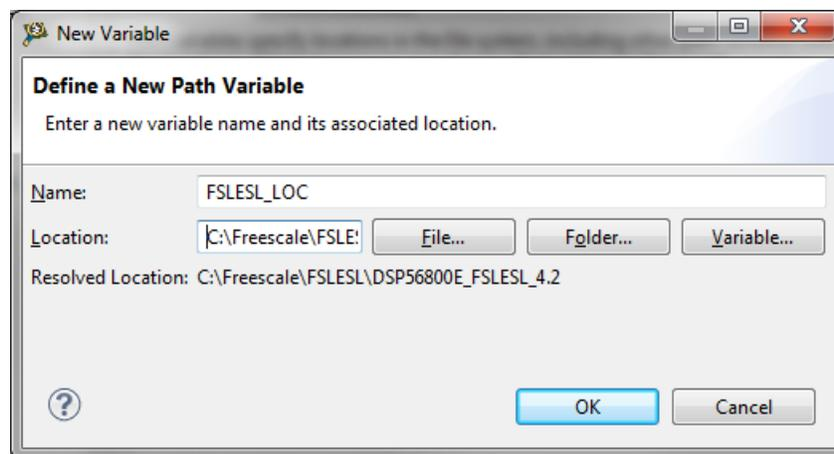 New Variable
Define a New Path Variable
Enter a new variable name and its associated location.
Name: FSLESL_LOC
Location: C:\Freescale\FSLE File... Folder... Variable...
Resolved Location: C:\Freescale\FSLESL\DSP56800E_FSLESL_4.2
? OK Cancel